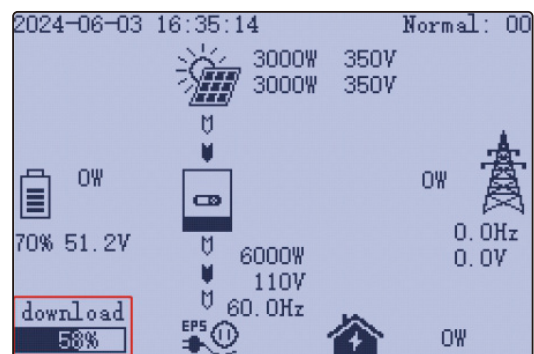 2024-06-03 16:35:14 Normal: 00
3000W 350V
3000W 350V
0W
0W
70% 51.2V
0.0Hz
0.0V
6000W
110V
60.0Hz
download
58%
EPS
0W